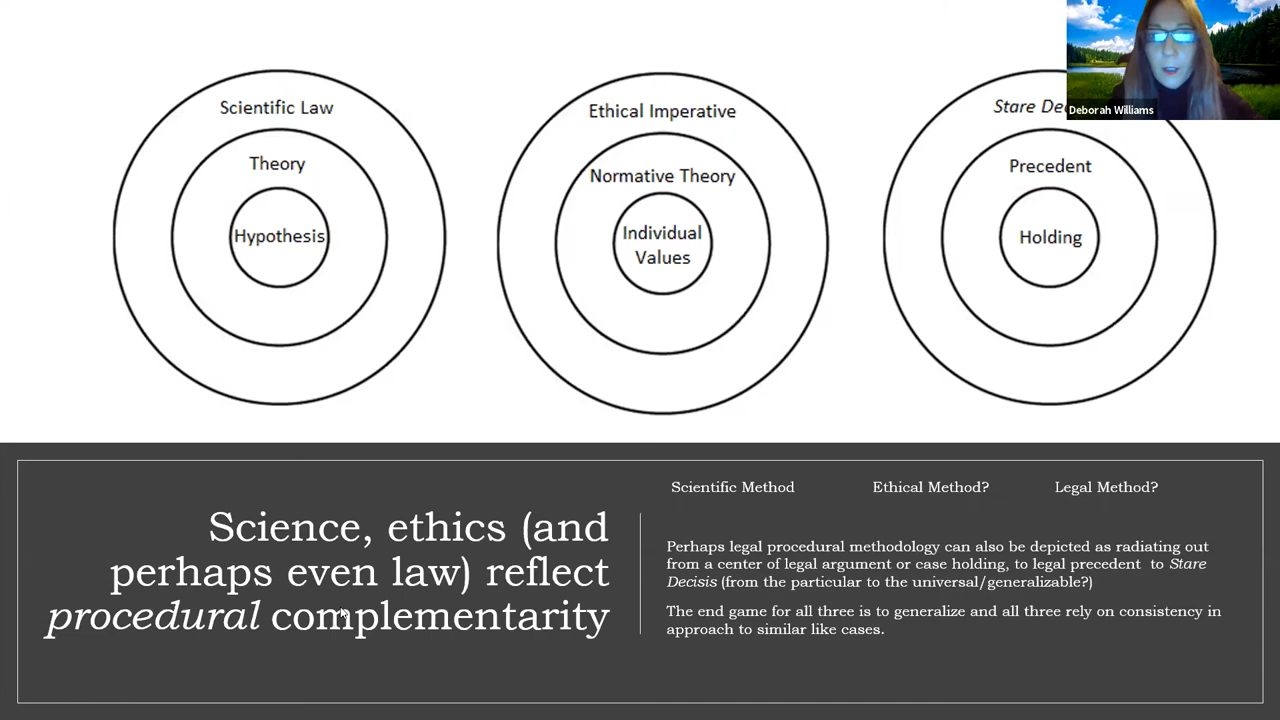 Scientific Law
Theory
Hypothesis
Ethical Imperative
Normative Theory
Individual
Values
Stare
Precedent
Holding
Deborah Williams
Science, ethics (and
perhaps even law) reflect
procedural complementarity
Scientific Method
Ethical Method?
Legal Method?
Perhaps legal procedural methodology can also be depicted as radiating out
from a center of legal argument or case holding, to legal precedent to Stare
Decisis (from the particular to the universal/generalizable?)
The end game for all three is to generalize and all three rely on consistency in
approach to similar like cases.